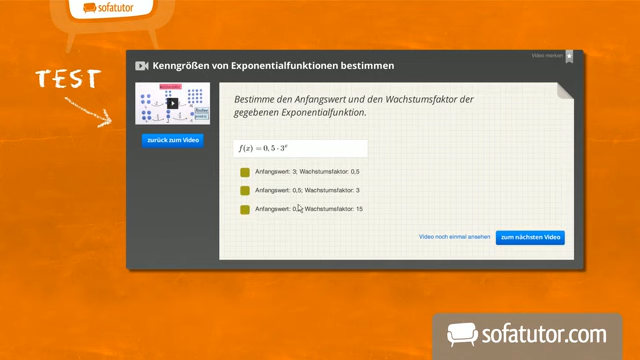 sofatutor
Video merken
Kenngrößen von Exponentialfunktionen bestimmen
TEST
Bestimme den Anfangswert und den Wachstumsfaktor der
gegebenen Exponentialfunktion.
zurück zum Video
f(x) = 0,5 · 3^x
Anfangswert: 3; Wachstumsfaktor: 0,5
Anfangswert: 0,5; Wachstumsfaktor: 3
Anfangswert: 0, Wachstumsfaktor: 15
Video noch einmal ansehen
zum nächsten Video
sofatutor.com